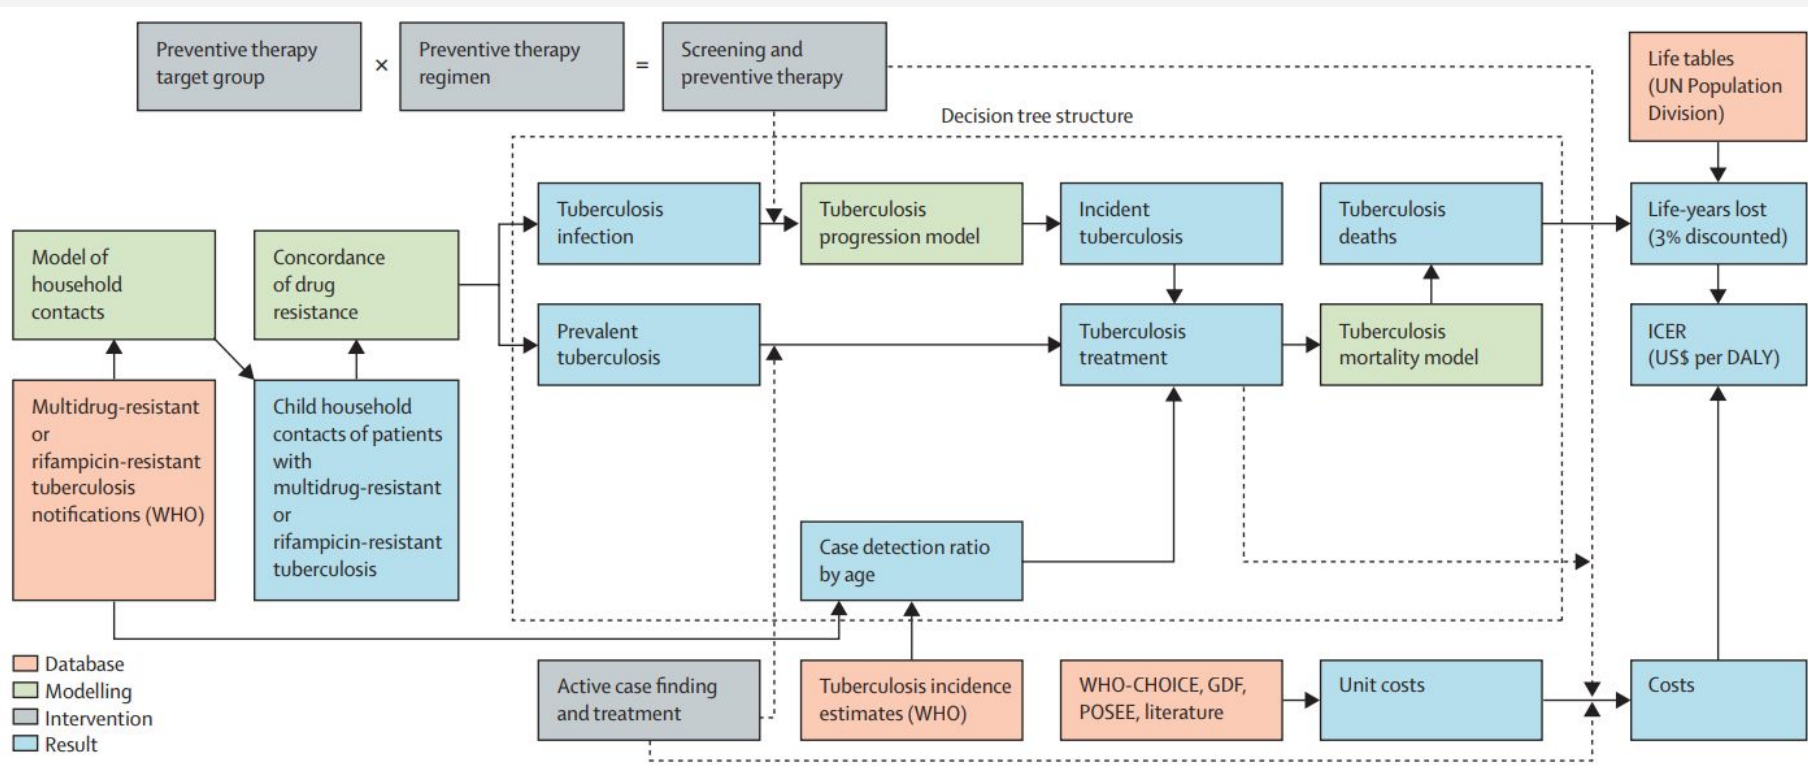 Preventive therapy
target group
×
Preventive therapy
regimen
=
Screening and
preventive therapy
Life tables
(UN Population
Division)
Decision tree structure
Tuberculosis
infection
Tuberculosis
progression model
Incident
tuberculosis
Tuberculosis
deaths
Life-years lost
(3% discounted)
Model of
household
contacts
Concordance
of drug
resistance
Prevalent
tuberculosis
Tuberculosis
treatment
Tuberculosis
mortality model
ICER
(US$ per DALY)
Multidrug-resistant
or
rifampicin-resistant
tuberculosis
notifications (WHO)
Child household
contacts of patients
with
multidrug-resistant
or
rifampicin-resistant
tuberculosis
Case detection ratio
by age
Database
Modelling
Intervention
Result
Active case finding
and treatment
Tuberculosis incidence
estimates (WHO)
WHO-CHOICE, GDF,
POSEE, literature
Unit costs
Costs